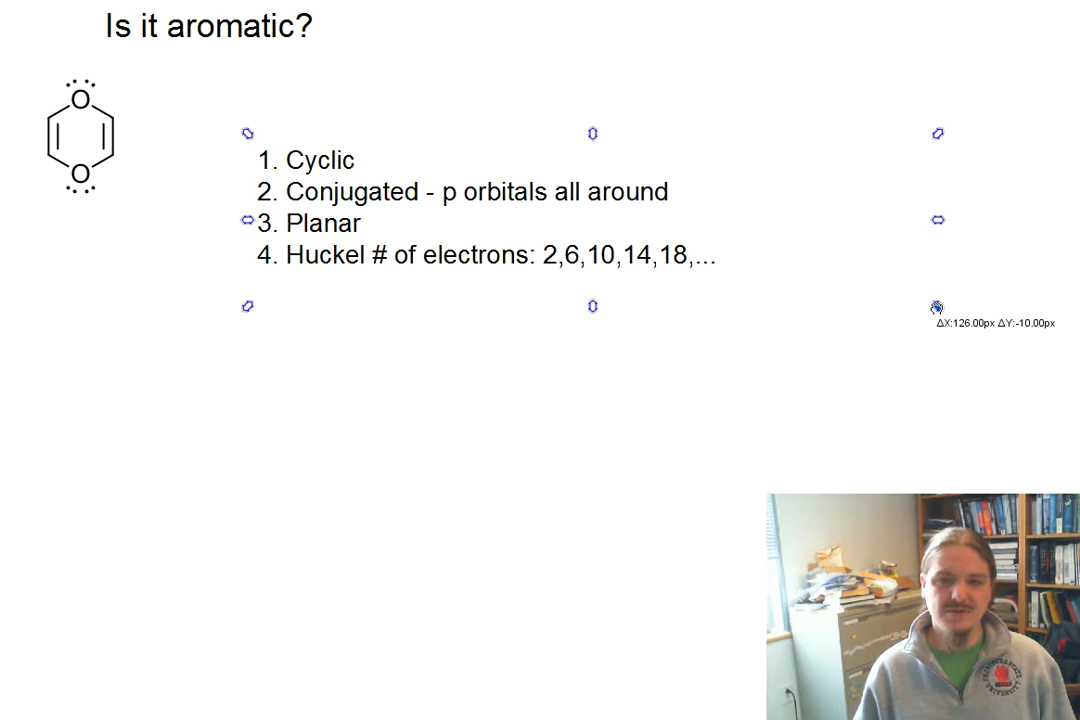 Is it aromatic?
O
O
1. Cyclic
2. Conjugated - p orbitals all around
3. Planar
4. Huckel # of electrons: 2,6,10,14,18,...
ΔX:126.00px ΔY:-10.00px